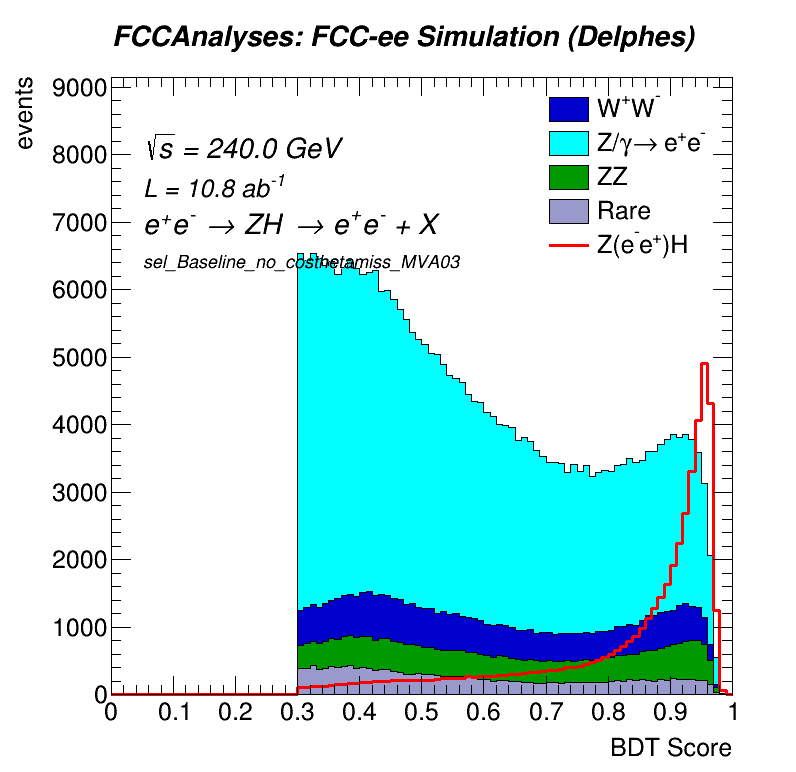 FCCAnalyses: FCC-ee Simulation (Delphes)
events
9000
8000
7000
6000
5000
4000
3000
2000
1000
0
√s = 240.0 GeV
L = 10.8 ab⁻¹
e⁺e⁻ → ZH → e⁺e⁻ + X
sel_Baseline_no_costhetamiss_MVA03
W⁺W⁻
Z/γ→ e⁺e⁻
ZZ
Rare
Z(e⁻e⁺)H
0 0.1 0.2 0.3 0.4 0.5 0.6 0.7 0.8 0.9 1
BDT Score